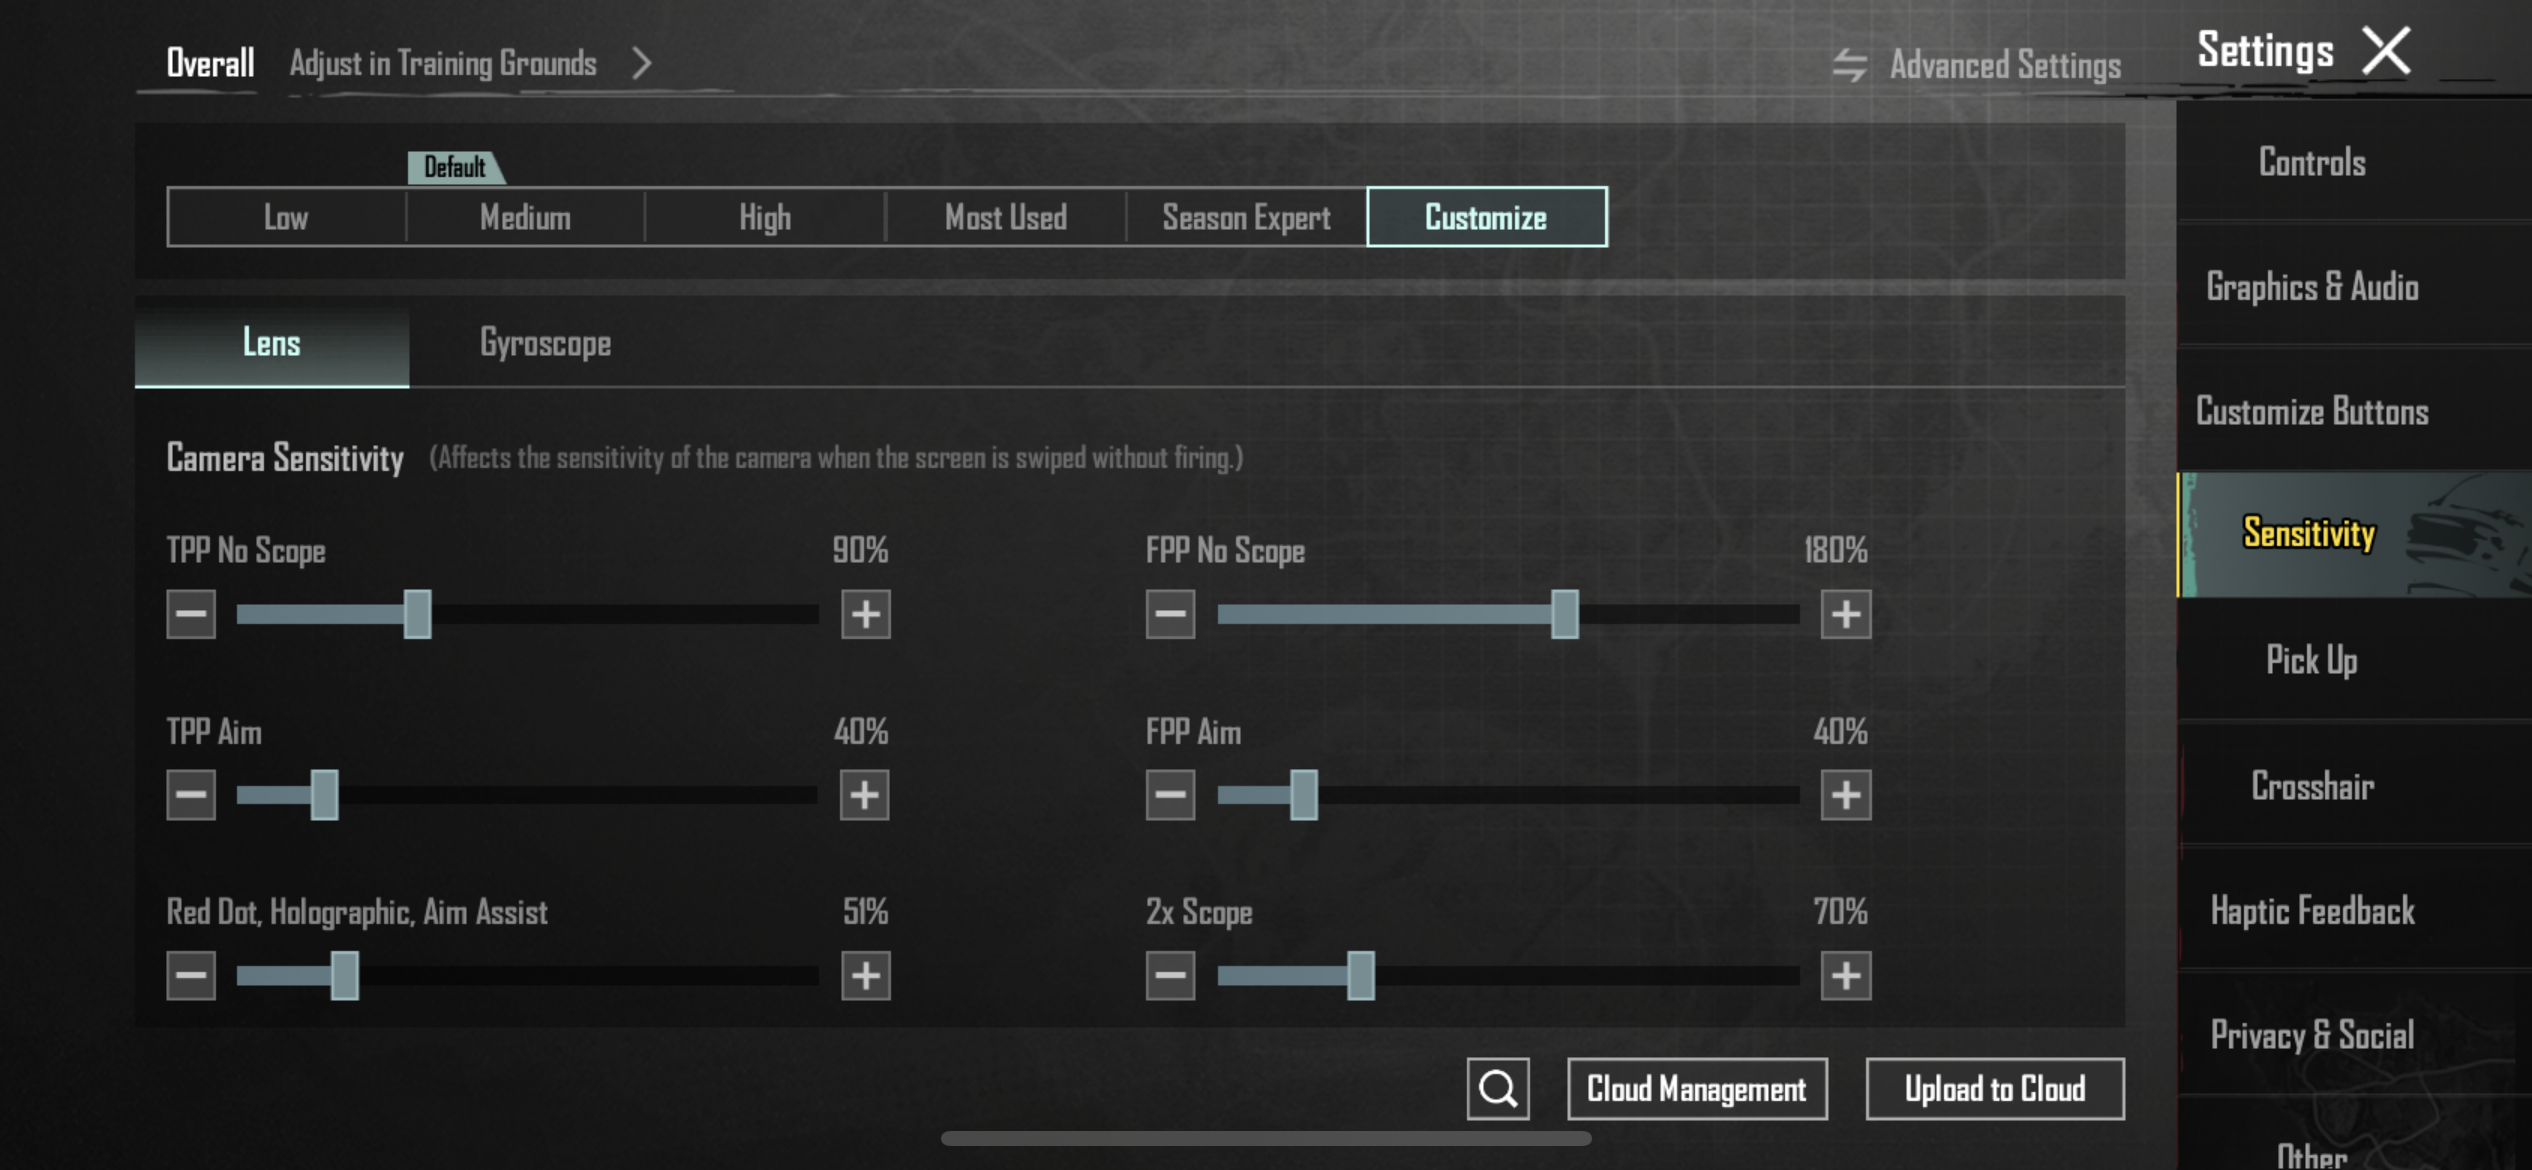 Overall
Adjust in Training Grounds
Advanced Settings
Settings
Default
Low
Medium
High
Most Used
Season Expert
Customize
Lens
Gyroscope
Camera Sensitivity (Affects the sensitivity of the camera when the screen is swiped without firing.)
TPP No Scope
90%
FPP No Scope
180%
TPP Aim
40%
FPP Aim
40%
Red Dot, Holographic, Aim Assist
51%
2x Scope
70%
Cloud Management
Upload to Cloud
Controls
Graphics & Audio
Customize Buttons
Sensitivity
Pick Up
Crosshair
Haptic Feedback
Privacy & Social
Other